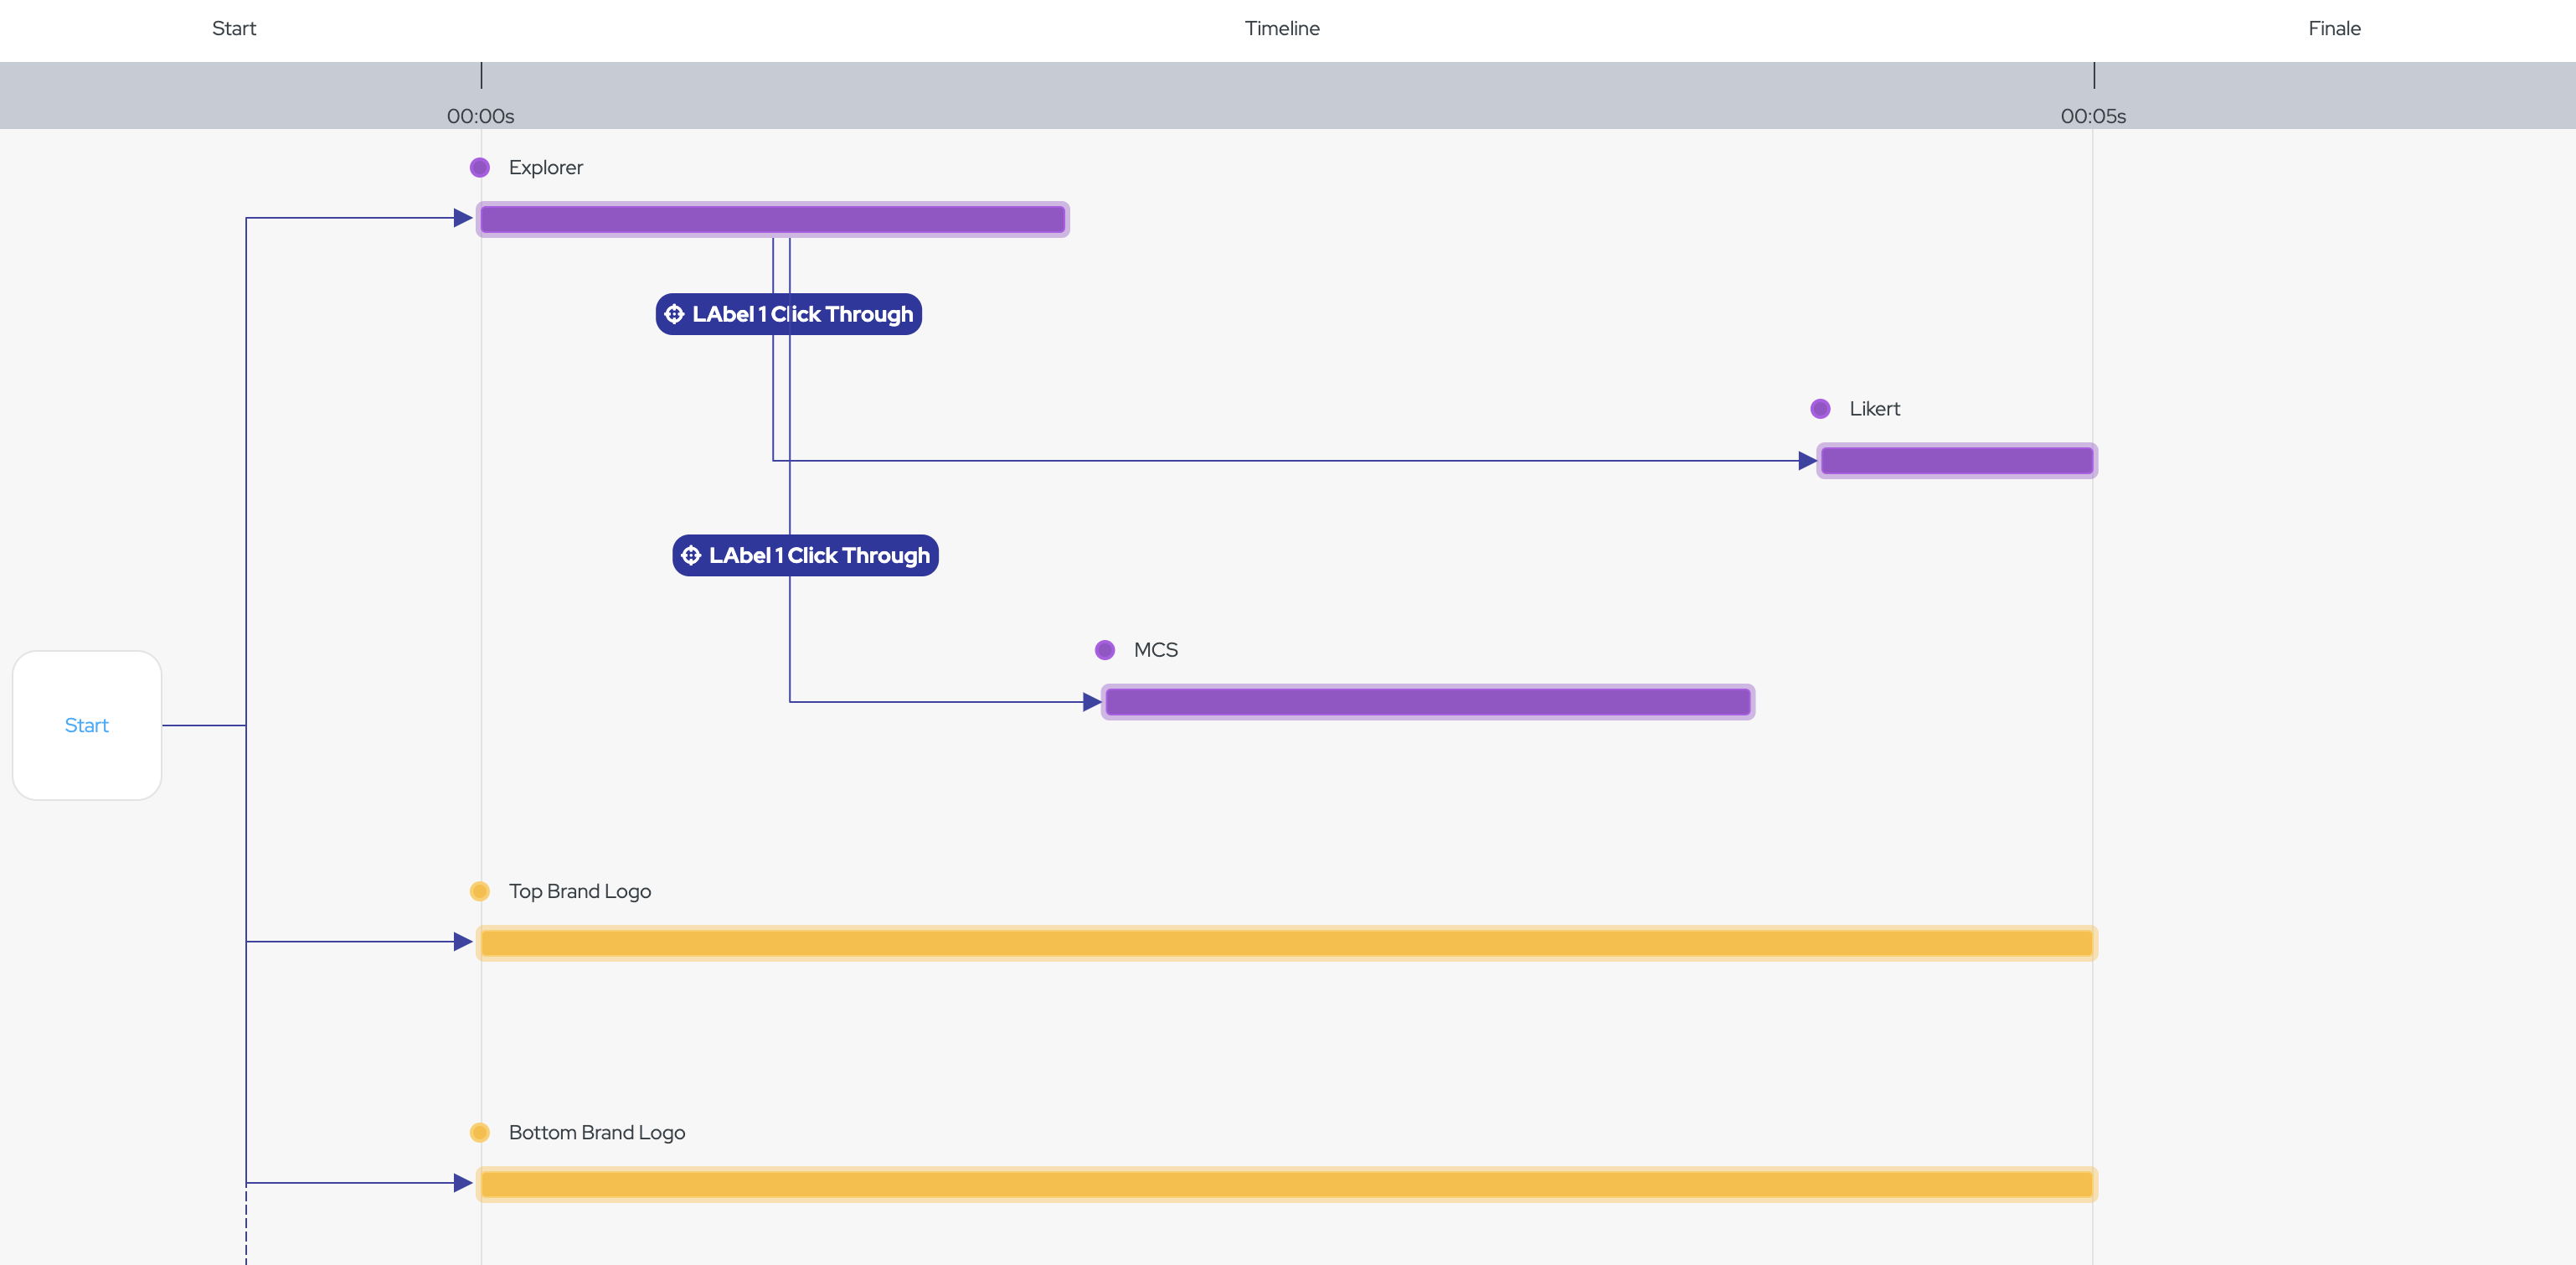 Start
Timeline
Finale
00:00s
00:05s
Explorer
LAbel 1 Click Through
Likert
LAbel 1 Click Through
MCS
Start
Top Brand Logo
Bottom Brand Logo